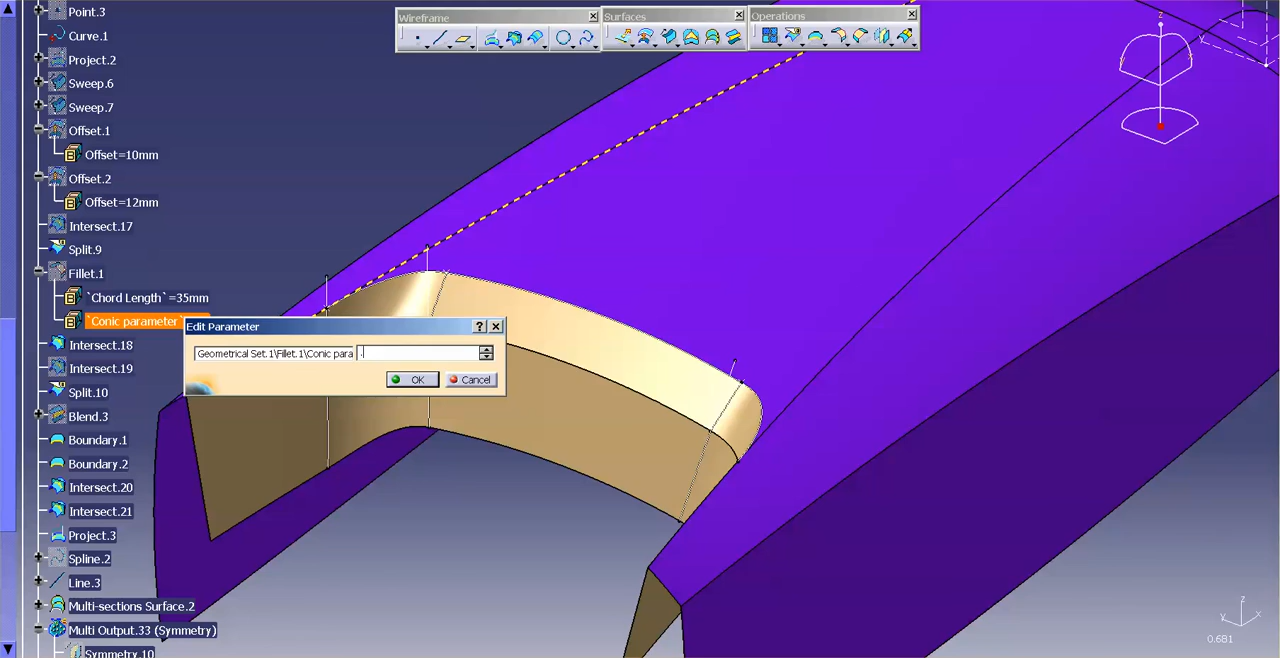 Point.3
Curve.1
Project.2
Sweep.6
Sweep.7
Offset.1
Offset=10mm
Offset.2
Offset=12mm
Intersect.17
Split.9
Fillet.1
`Chord Length`=35mm
`Conic parameter`
Intersect.18
Intersect.19
Split.10
Blend.3
Boundary.1
Boundary.2
Intersect.20
Intersect.21
Project.3
Spline.2
Line.3
Multi-sections Surface.2
Multi Output.33 (Symmetry)
Symmetry.10
Wireframe
Surfaces
Operations
Edit Parameter
Geometrical Set.1\Fillet.1\Conic para
.
OK
Cancel
z
y
x
z
y
x
0.681